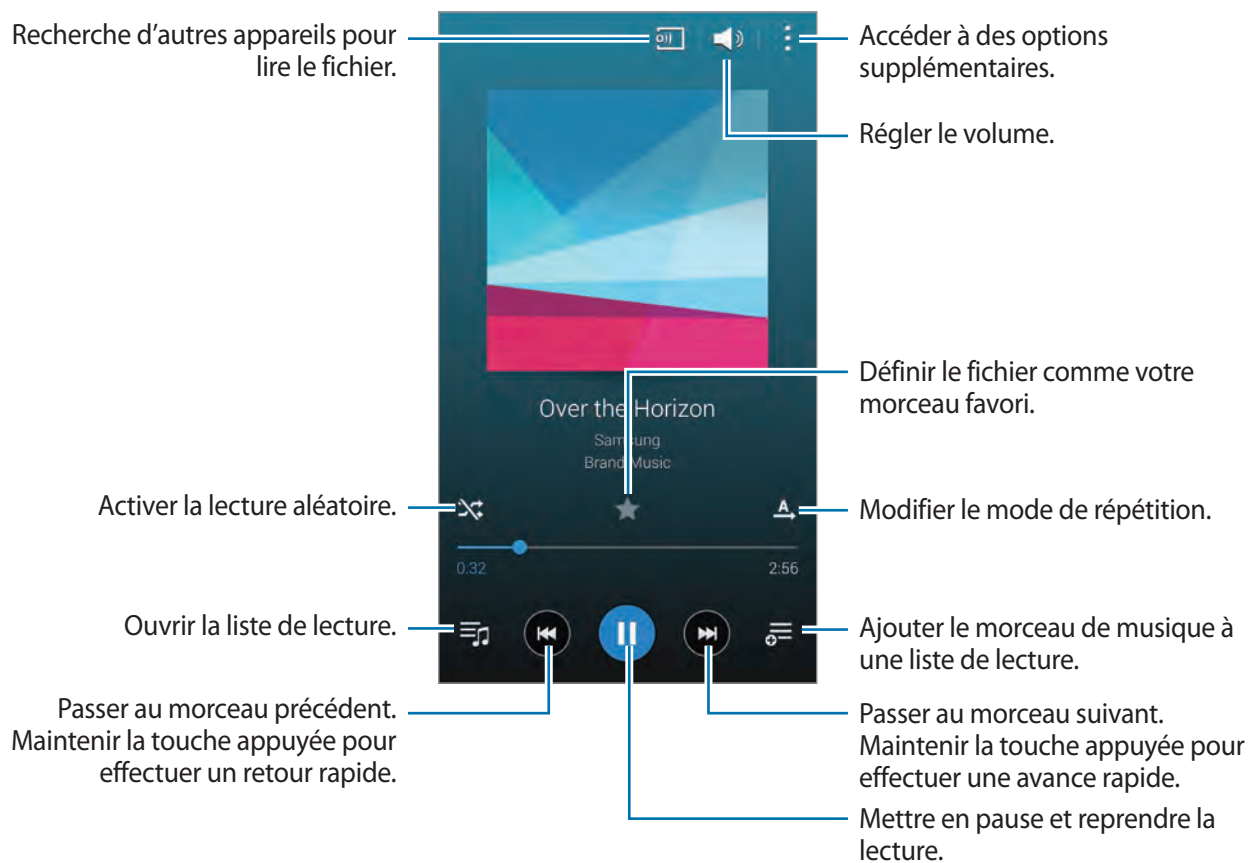 Recherche d'autres appareils pour
lire le fichier.
Accéder à des options
supplémentaires.
Régler le volume.
Définir le fichier comme votre
morceau favori.
Over the Horizon
Samsung
Brand Music
Activer la lecture aléatoire.
A
Modifier le mode de répétition.
0:32
2:56
Ouvrir la liste de lecture.
Ajouter le morceau de musique à
une liste de lecture.
Passer au morceau précédent.
Maintenir la touche appuyée pour
effectuer un retour rapide.
Passer au morceau suivant.
Maintenir la touche appuyée pour
effectuer une avance rapide.
Mettre en pause et reprendre la
lecture.